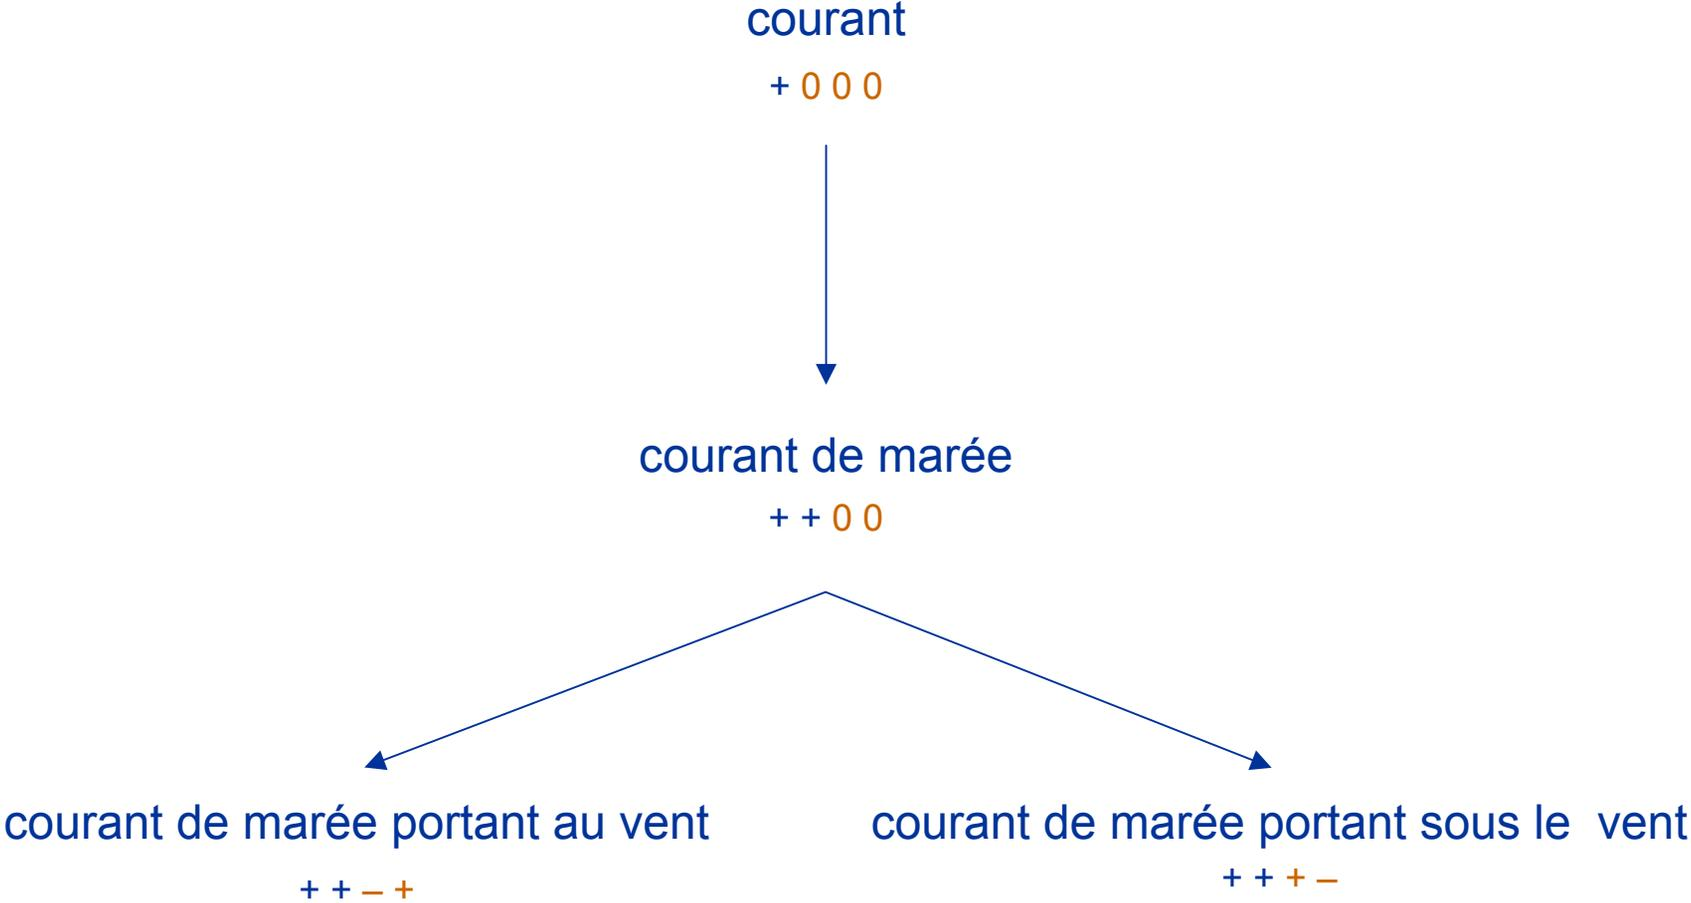 courant
+ 0 0 0
courant de marée
+ + 0 0
courant de marée portant au vent
+ + – +
courant de marée portant sous le  vent
+ + + –